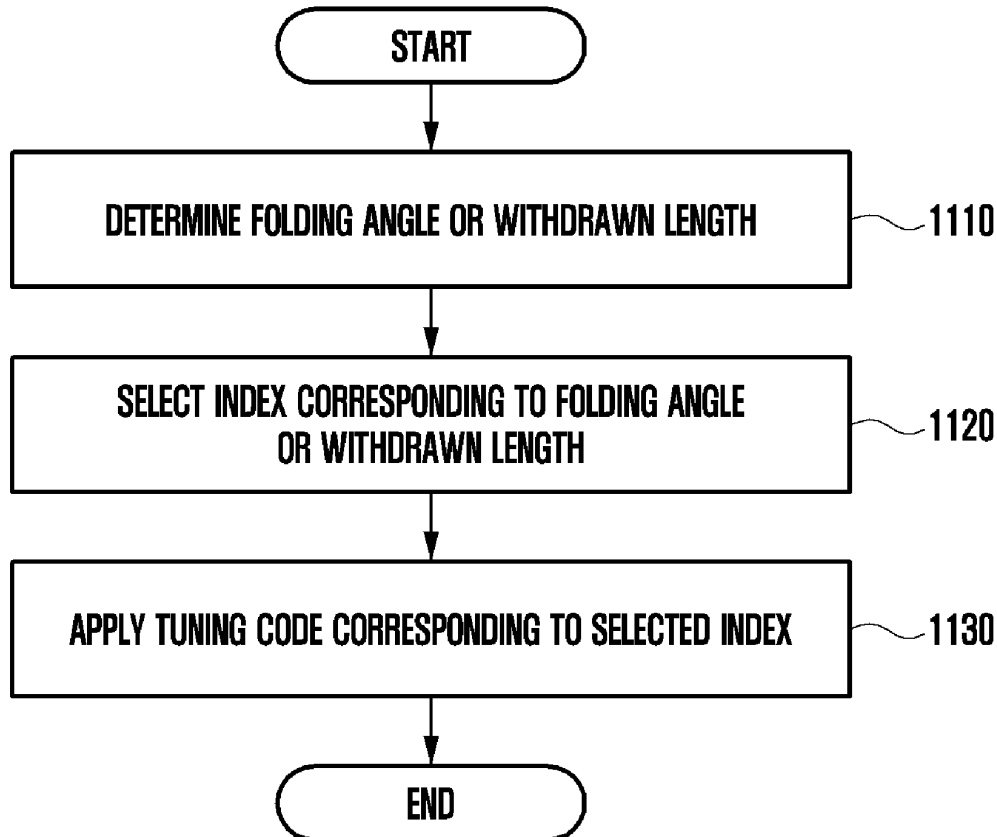 START
DETERMINE FOLDING ANGLE OR WITHDRAWN LENGTH
1110
SELECT INDEX CORRESPONDING TO FOLDING ANGLE
OR WITHDRAWN LENGTH
1120
APPLY TUNING CODE CORRESPONDING TO SELECTED INDEX
1130
END